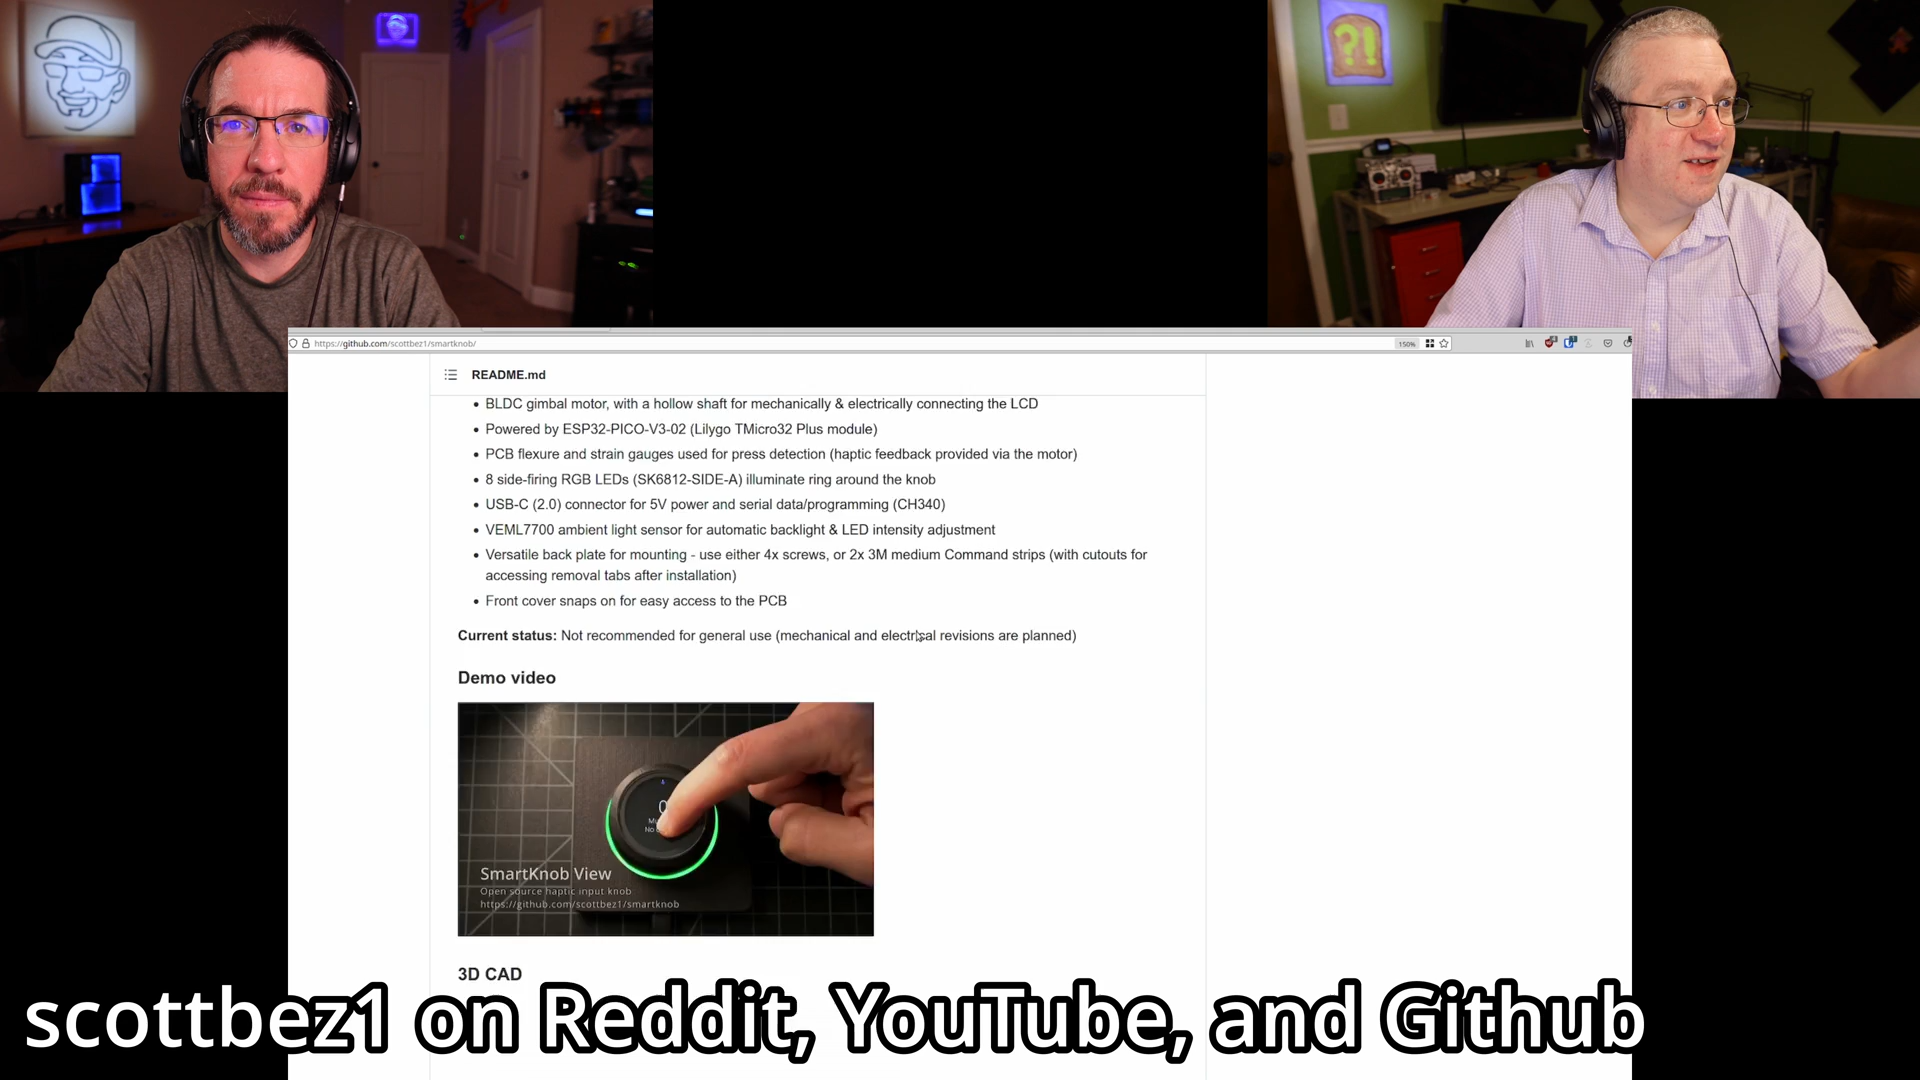 ?!
https://github.com/scottbez1/smartknob/
150%
README.md
BLDC gimbal motor, with a hollow shaft for mechanically & electrically connecting the LCD
Powered by ESP32-PICO-V3-02 (Lilygo TMicro32 Plus module)
PCB flexure and strain gauges used for press detection (haptic feedback provided via the motor)
8 side-firing RGB LEDs (SK6812-SIDE-A) illuminate ring around the knob
USB-C (2.0) connector for 5V power and serial data/programming (CH340)
VEML7700 ambient light sensor for automatic backlight & LED intensity adjustment
Versatile back plate for mounting - use either 4x screws, or 2x 3M medium Command strips (with cutouts for
accessing removal tabs after installation)
Front cover snaps on for easy access to the PCB
Current status: Not recommended for general use (mechanical and electrical revisions are planned)
Demo video
0
No
SmartKnob View
Open source haptic input knob
https://github.com/scottbez1/smartknob
3D CAD
scottbez1 on Reddit, YouTube, and Github